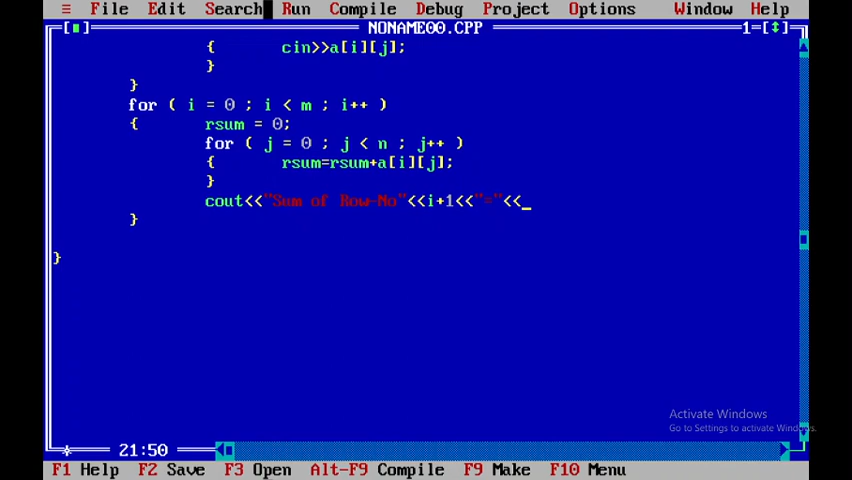 ≡ File Edit Search Run Compile Debug Project Options Window Help
[■] NONAME00.CPP 1=[↕]
{ cin>>a[i][j];
}
}
for ( i = 0 ; i < m ; i++ )
{ rsum = 0;
for ( j = 0 ; j < n ; j++ )
{ rsum=rsum+a[i][j];
}
cout<<"Sum of Row-No"<<i+1<<"="<<_
}
}
Activate Windows
Go to Settings to activate Windows.
* 21:50
F1 Help F2 Save F3 Open Alt-F9 Compile F9 Make F10 Menu